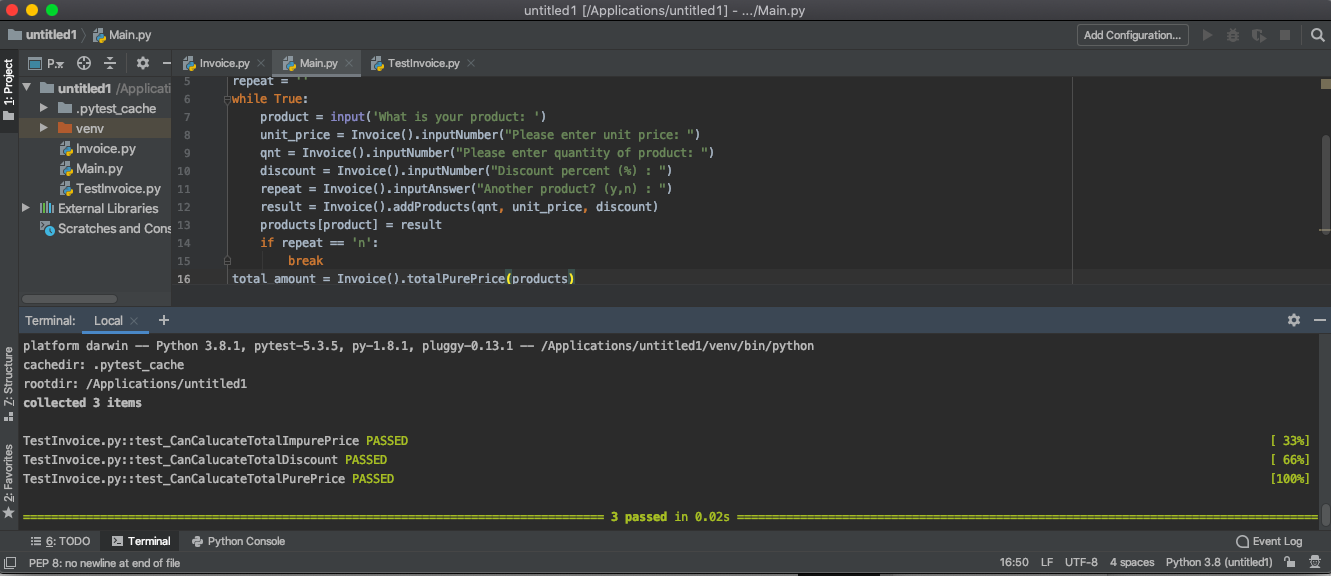 untitled1 [/Applications/untitled1] - .../Main.py
untitled1 Main.py Add Configuration...
1: Project
P.. Invoice.py Main.py TestInvoice.py
untitled1 /Applicati
.pytest_cache
venv
Invoice.py
Main.py
TestInvoice.py
External Libraries
Scratches and Cons
5 repeat = ''
6 while True:
7 product = input('What is your product: ')
8 unit_price = Invoice().inputNumber("Please enter unit price: ")
9 qnt = Invoice().inputNumber("Please enter quantity of product: ")
10 discount = Invoice().inputNumber("Discount percent (%) : ")
11 repeat = Invoice().inputAnswer("Another product? (y,n) : ")
12 result = Invoice().addProducts(qnt, unit_price, discount)
13 products[product] = result
14 if repeat == 'n':
15 break
16 total_amount = Invoice().totalPurePrice(products)
Terminal: Local +
platform darwin -- Python 3.8.1, pytest-5.3.5, py-1.8.1, pluggy-0.13.1 -- /Applications/untitled1/venv/bin/python
cachedir: .pytest_cache
rootdir: /Applications/untitled1
collected 3 items
TestInvoice.py::test_CanCalucateTotalImpurePrice PASSED [ 33%]
TestInvoice.py::test_CanCalucateTotalDiscount PASSED [ 66%]
TestInvoice.py::test_CanCalucateTotalPurePrice PASSED [100%]
3 passed in 0.02s
7: Structure
2: Favorites
6: TODO Terminal Python Console Event Log
PEP 8: no newline at end of file 16:50 LF UTF-8 4 spaces Python 3.8 (untitled1)